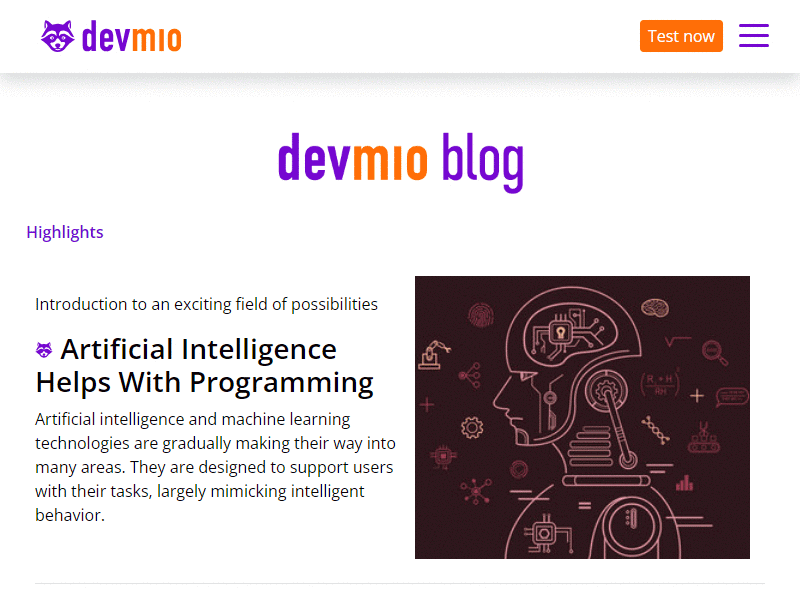 devmio
Test now
devmio blog
Highlights
Introduction to an exciting field of possibilities
Artificial Intelligence
Helps With Programming
Artificial intelligence and machine learning
technologies are gradually making their way into
many areas. They are designed to support users
with their tasks, largely mimicking intelligent
behavior.